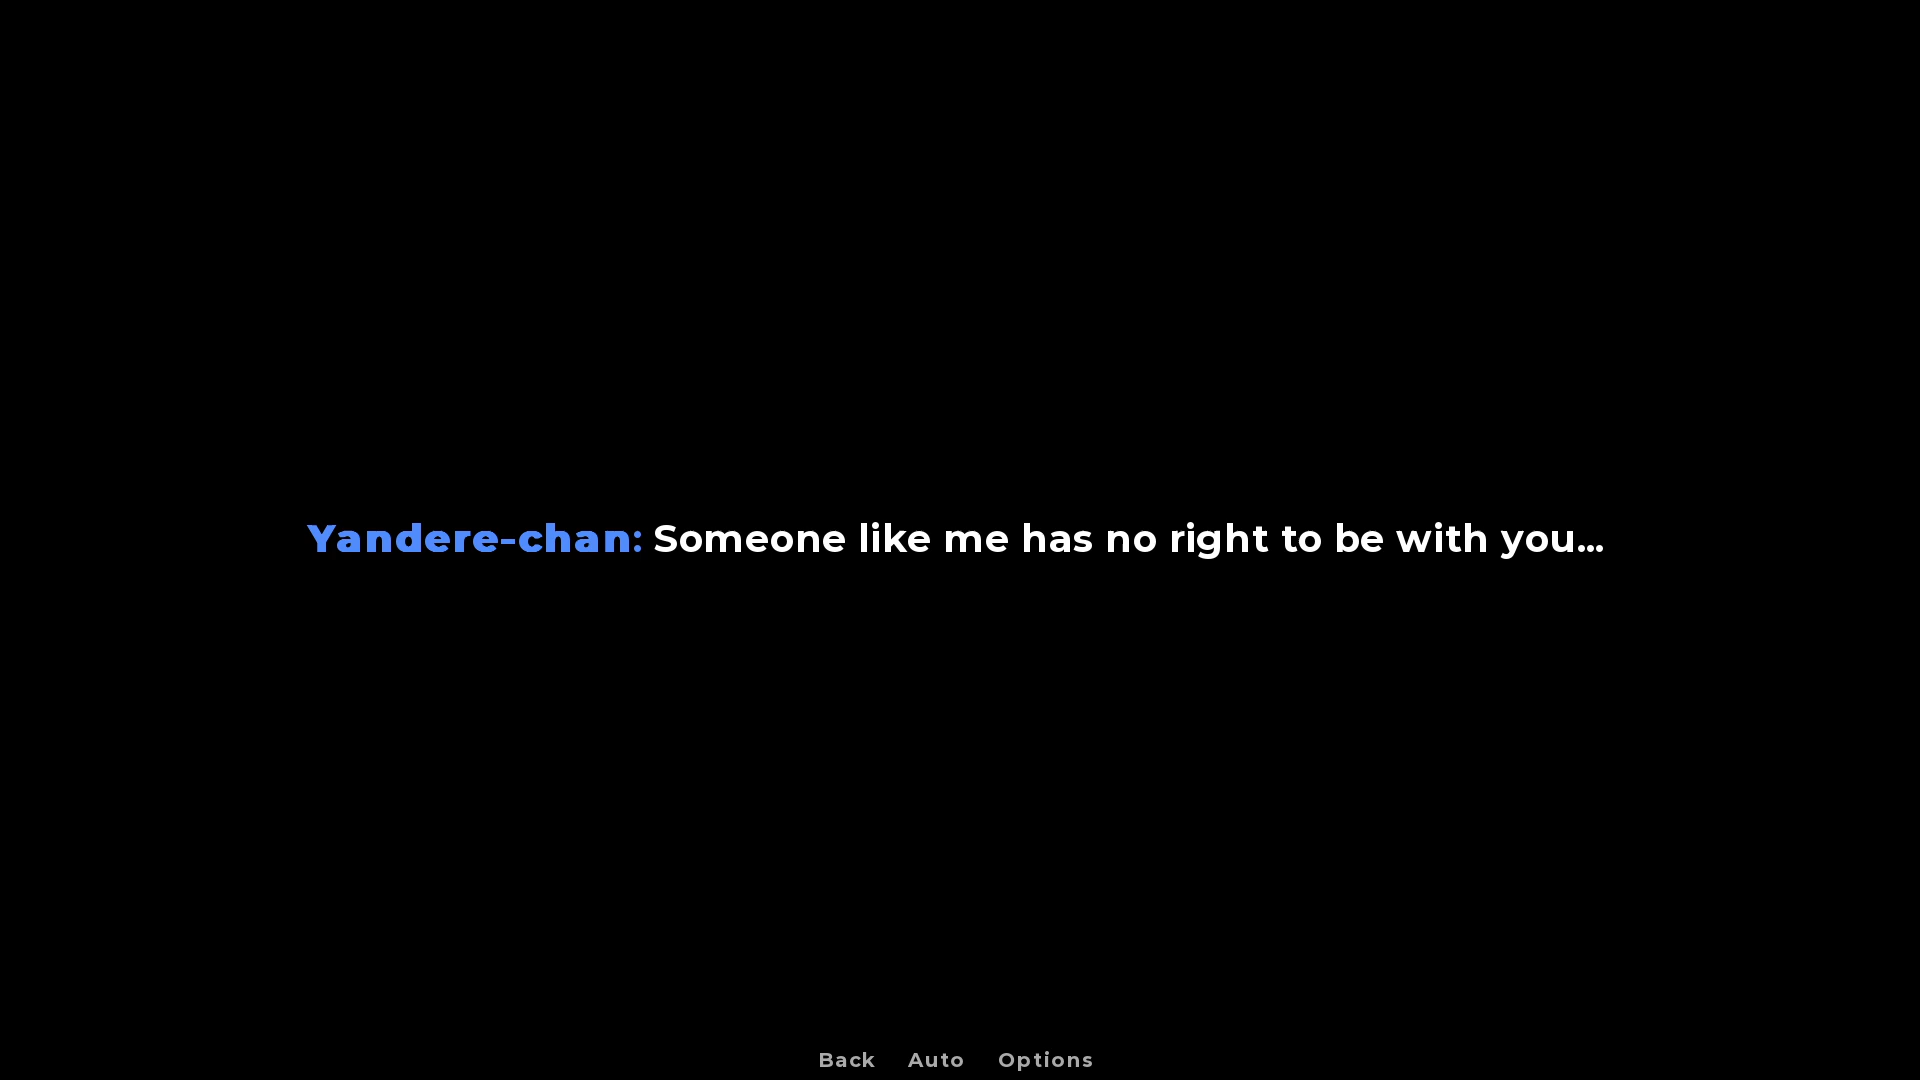 Yandere-chan: Someone like me has no right to be with you...
Back Auto Options